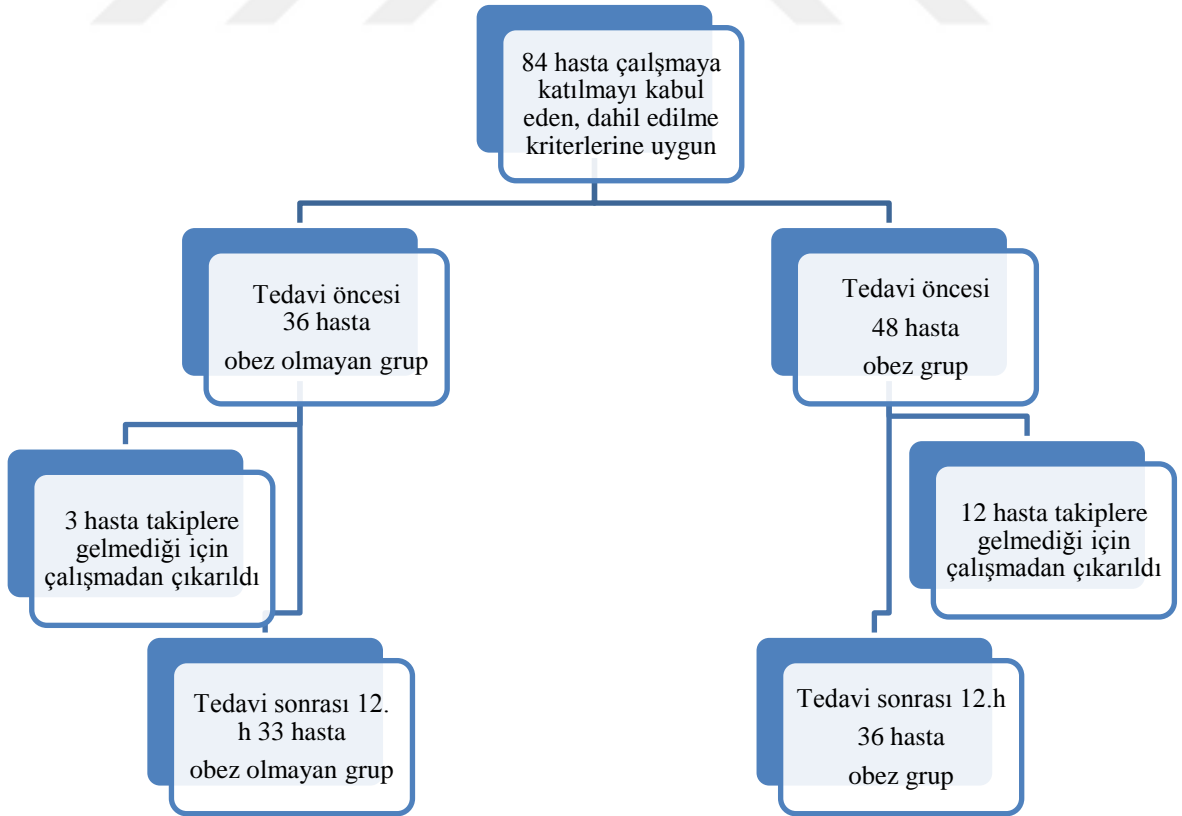 84 hasta çaılşmaya
katılmayı kabul
eden, dahil edilme
kriterlerine uygun
Tedavi öncesi
36 hasta
obez olmayan grup
Tedavi öncesi
48 hasta
obez grup
3 hasta takiplere
gelmediği için
çalışmadan çıkarıldı
12 hasta takiplere
gelmediği için
çalışmadan çıkarıldı
Tedavi sonrası 12.
h 33 hasta
obez olmayan grup
Tedavi sonrası 12.h
36 hasta
obez grup